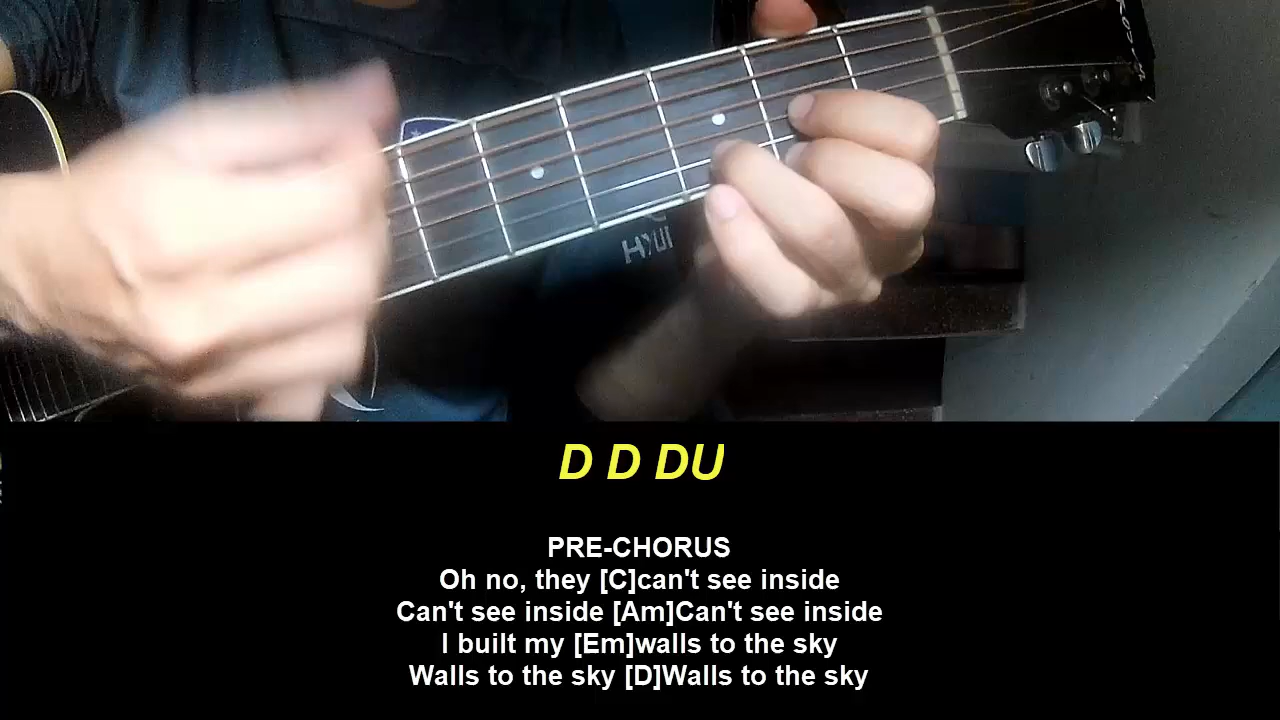 HYUI
D D DU
PRE-CHORUS
Oh no, they [C]can't see inside
Can't see inside [Am]Can't see inside
I built my [Em]walls to the sky
Walls to the sky [D]Walls to the sky